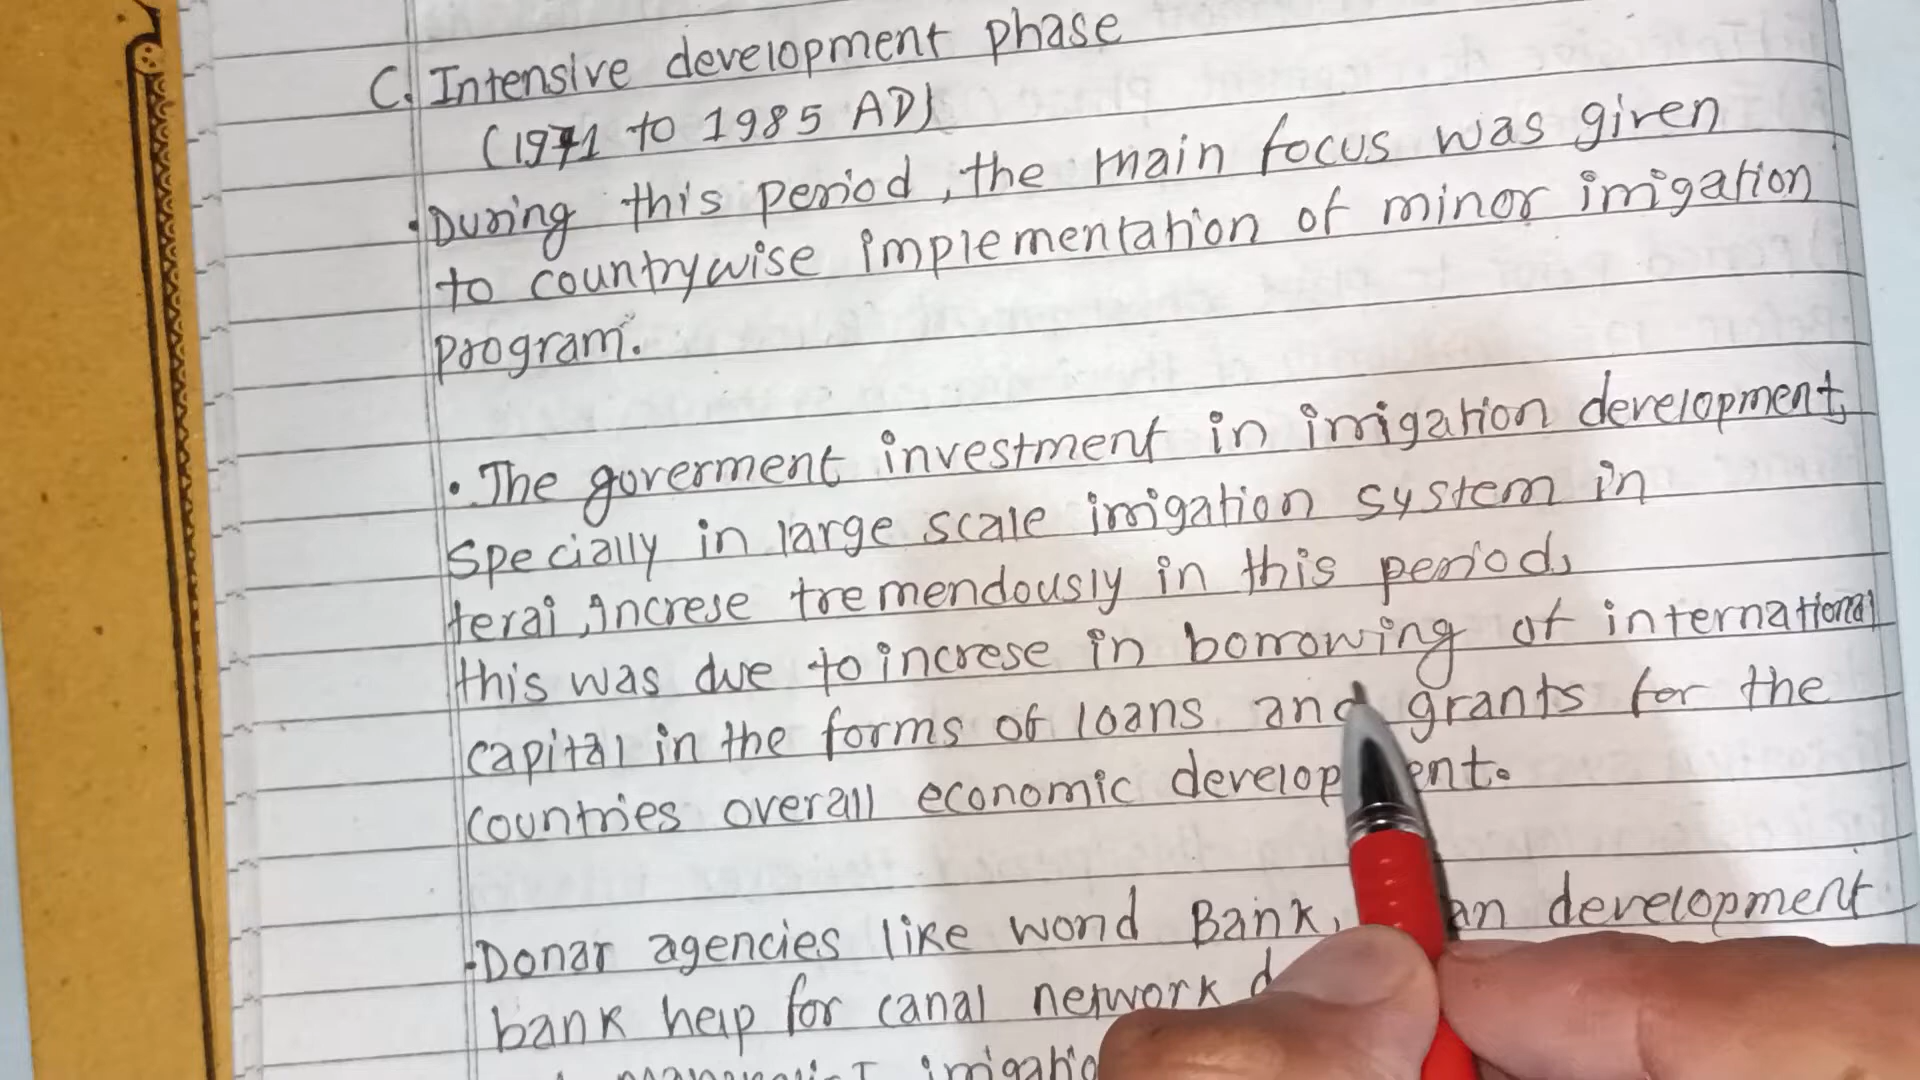 C. Intensive development phase
(1971 to 1985 AD)
• During this period, the main focus was given
to countrywise implementation of minor irrigation
program.
• The goverment investment in irrigation development,
specially in large scale irrigation system in
terai, increse tremendously in this period,
this was due to increse in borrowing of international
capital in the forms of loans and grants for the
countries overall economic development.
• Donar agencies like world Bank, development
bank help for canal network
irrigatio